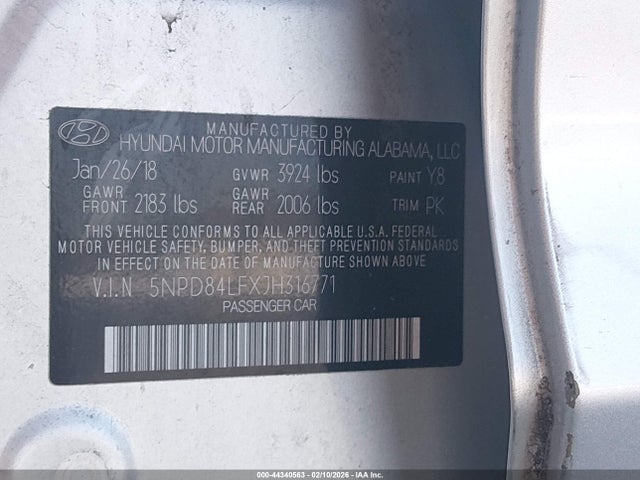 MANUFACTURED BY
HYUNDAI MOTOR MANUFACTURING ALABAMA, LLC
Jan/26/18 GVWR 3924 lbs PAINT Y8
GAWR FRONT 2183 lbs GAWR REAR 2006 lbs TRIM PK
THIS VEHICLE CONFORMS TO ALL APPLICABLE U.S.A. FEDERAL
MOTOR VEHICLE SAFETY, BUMPER, AND THEFT PREVENTION STANDARDS
IN EFFECT ON THE DATE OF MANUFACTURE SHOWN ABOVE.
V.I.N 5NPD84LFXJH316771
PASSENGER CAR
000-44340563 - 02/10/2026 - IAA Inc.